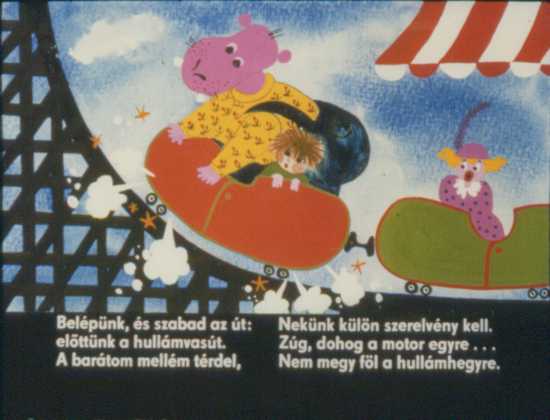 Belépünk, és szabad az út:
előttünk a hullámvasút.
A barátom mellém térdel,
Nekünk külön szerelvény kell.
Zúg, dohog a motor egyre . . .
Nem megy föl a hullámhegyre.